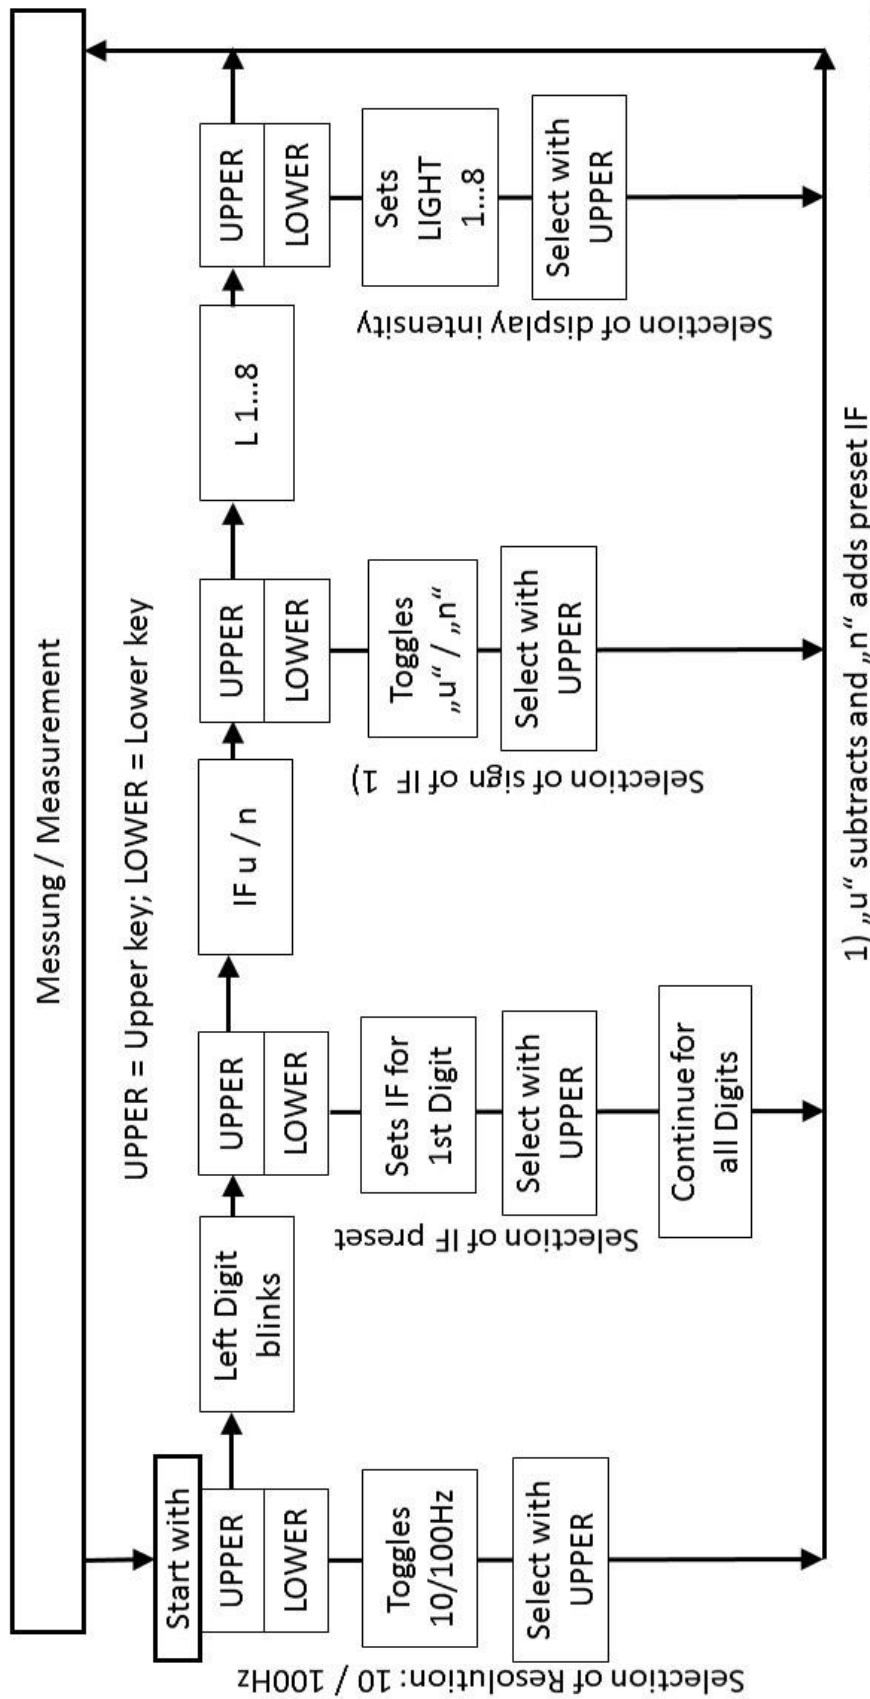 Messung / Measurement
UPPER = Upper key; LOWER = Lower key
Start with
UPPER
LOWER
Toggles
10/100Hz
Select with
UPPER
Selection of Resolution: 10 / 100Hz
Left Digit
blinks
UPPER
LOWER
Sets IF for
1st Digit
Select with
UPPER
Continue for
all Digits
Selection of IF preset
IF u / n
UPPER
LOWER
Toggles
„u“ / „n“
Select with
UPPER
Selection of sign of IF 1)
L 1...8
UPPER
LOWER
Sets
LIGHT
1...8
Select with
UPPER
Selection of display intensity
1) „u“ subtracts and „n“ adds preset IF